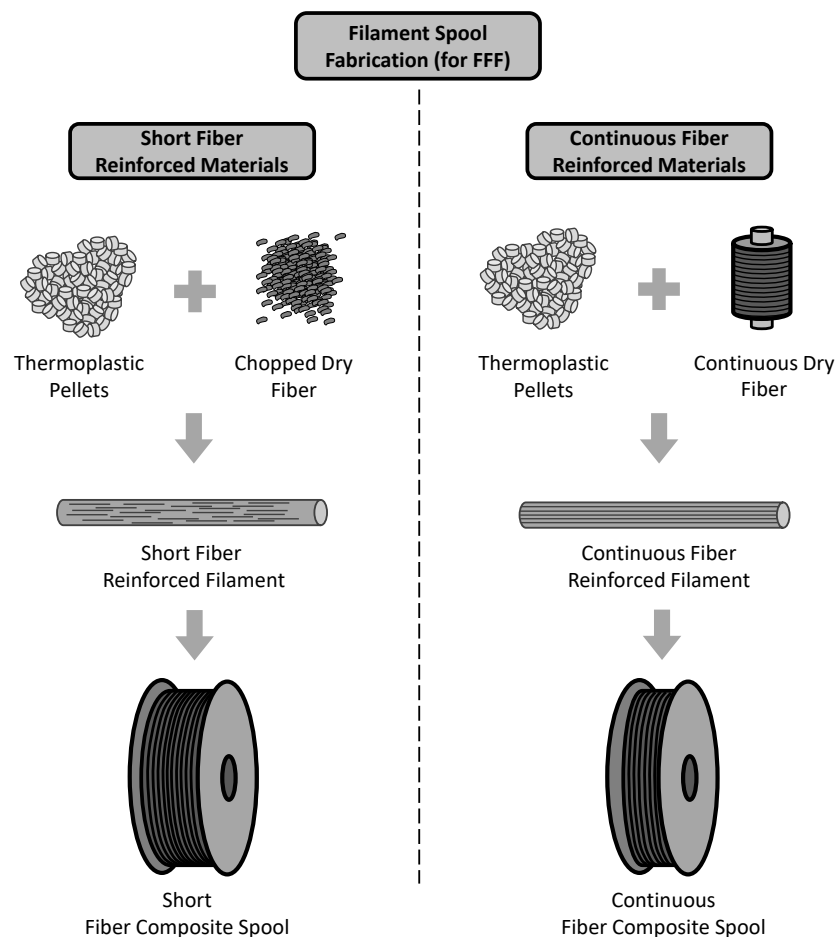 Filament Spool
Fabrication (for FFF)
Short Fiber
Reinforced Materials
Thermoplastic
Pellets
Chopped Dry
Fiber
Short Fiber
Reinforced Filament
Short
Fiber Composite Spool
Continuous Fiber
Reinforced Materials
Thermoplastic
Pellets
Continuous Dry
Fiber
Continuous Fiber
Reinforced Filament
Continuous
Fiber Composite Spool